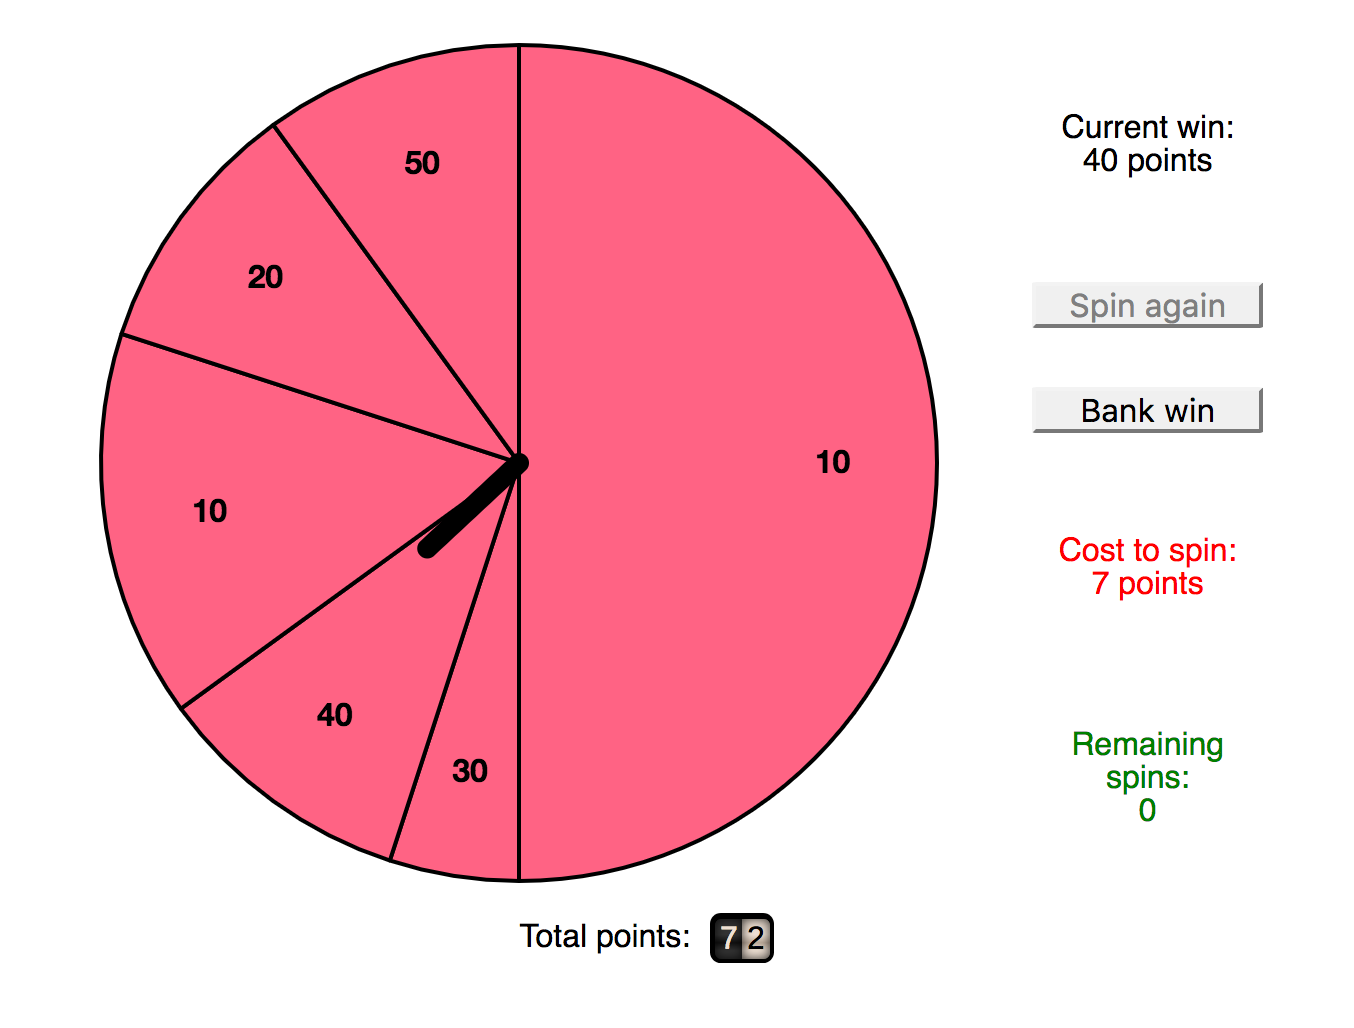 50
20
10
40
30
10
Current win:
40 points
Spin again
Bank win
Cost to spin:
7 points
Remaining
spins:
0
Total points: 72